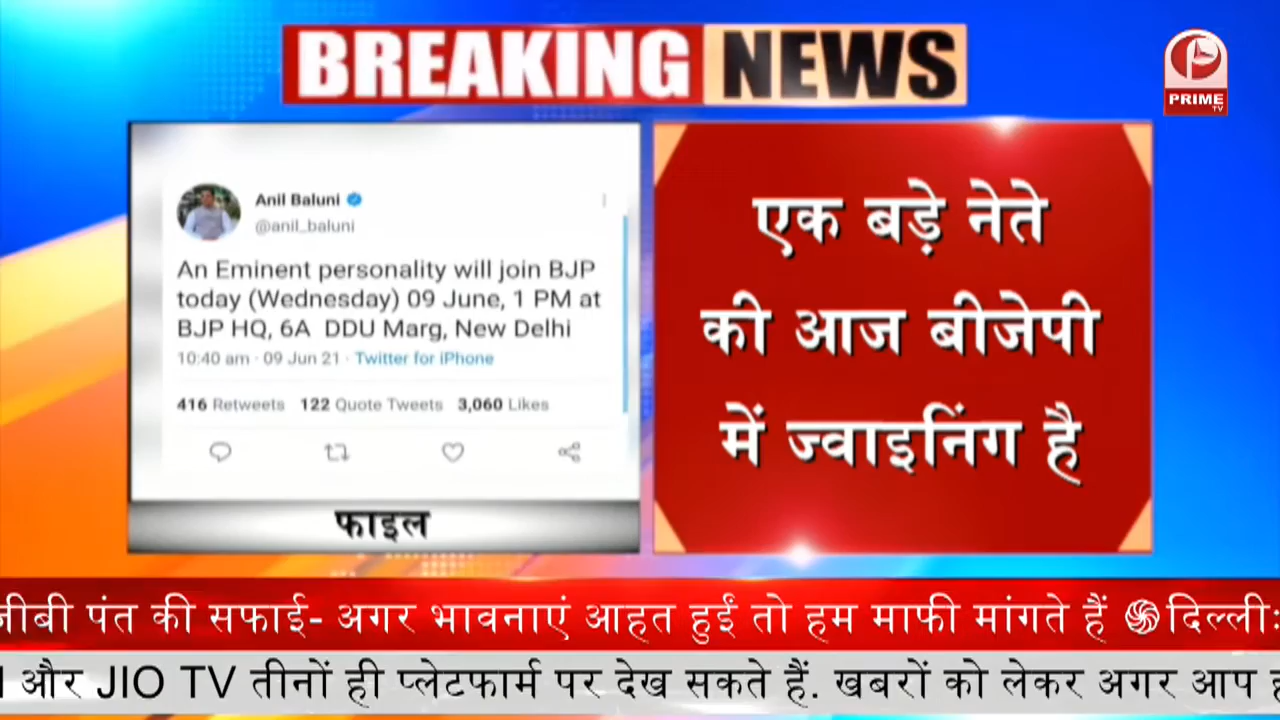 BREAKING NEWS
PRIME
TV
Anil Baluni
@anil_baluni
An Eminent personality will join BJP
today (Wednesday) 09 June, 1 PM at
BJP HQ, 6A DDU Marg, New Delhi
10:40 am · 09 Jun 21 · Twitter for iPhone
416 Retweets 122 Quote Tweets 3,060 Likes
फाइल
एक बड़े नेते
की आज बीजेपी
में ज्वाइनिंग है
पंत की सफाई- अगर भावनाएं आहत हुईं तो हम माफी मांगते हैं दिल्ली:
और JIO TV तीनों ही प्लेटफार्म पर देख सकते हैं. खबरों को लेकर अगर आप